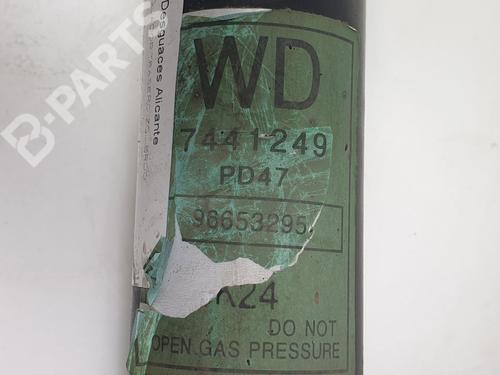 B-PARTS
Desguaces Alicante
WD
7441249
PD47
96653295
K24
DO NOT
OPEN GAS PRESSURE